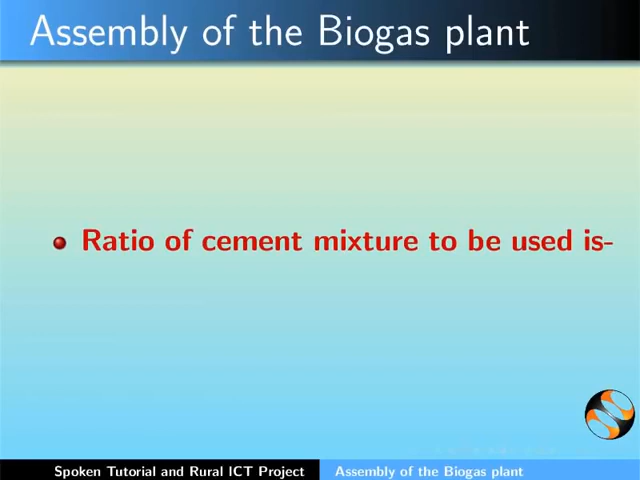 Assembly of the Biogas plant
Ratio of cement mixture to be used is-
Spoken Tutorial and Rural ICT Project
Assembly of the Biogas plant